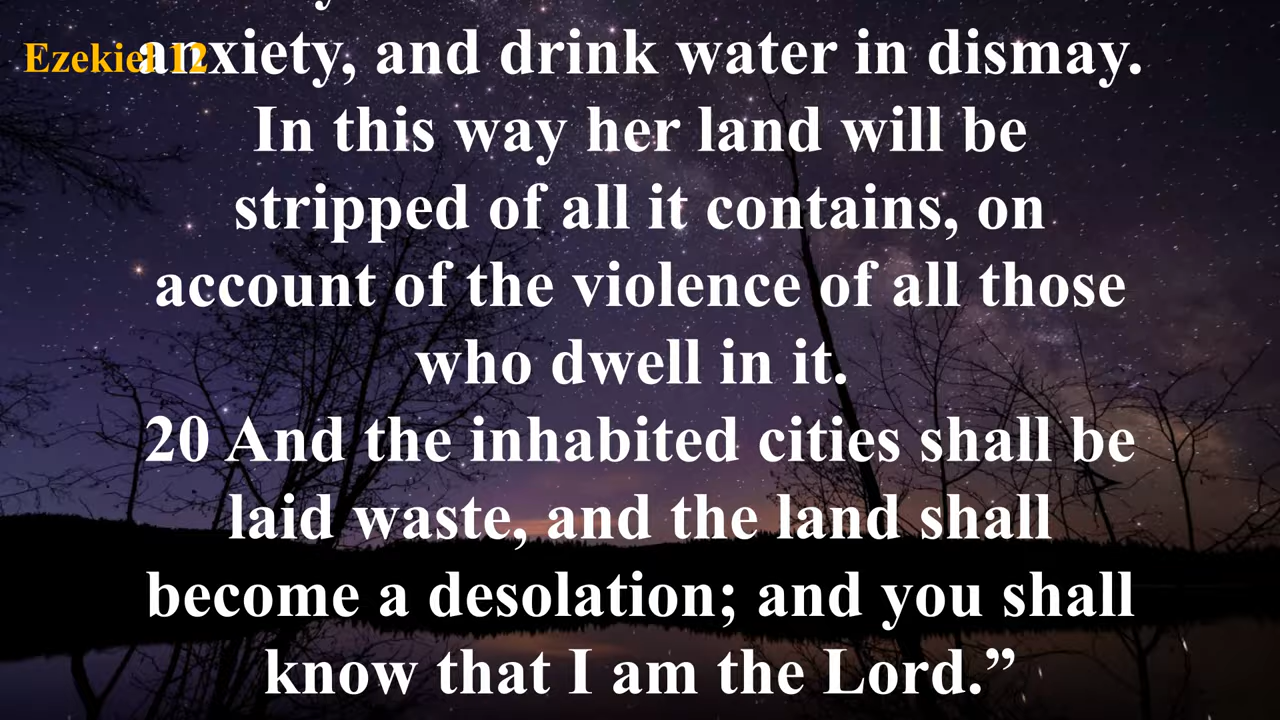 Ezekiel 12
anxiety, and drink water in dismay.
In this way her land will be
stripped of all it contains, on
account of the violence of all those
who dwell in it.
20 And the inhabited cities shall be
laid waste, and the land shall
become a desolation; and you shall
know that I am the Lord.”